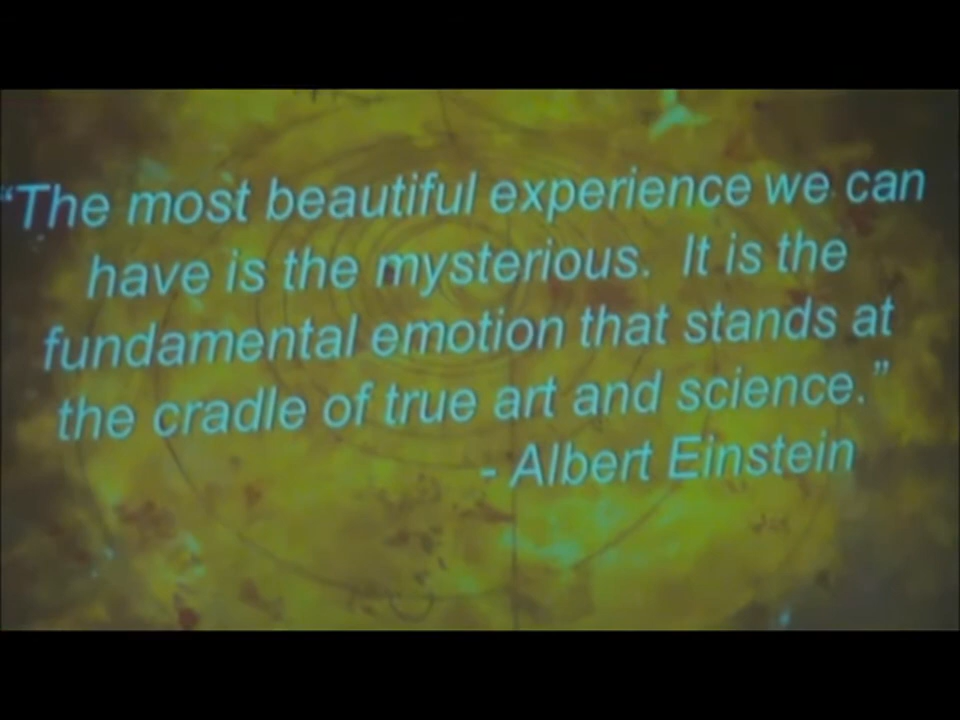 “The most beautiful experience we can
have is the mysterious.  It is the
fundamental emotion that stands at
the cradle of true art and science.”
- Albert Einstein